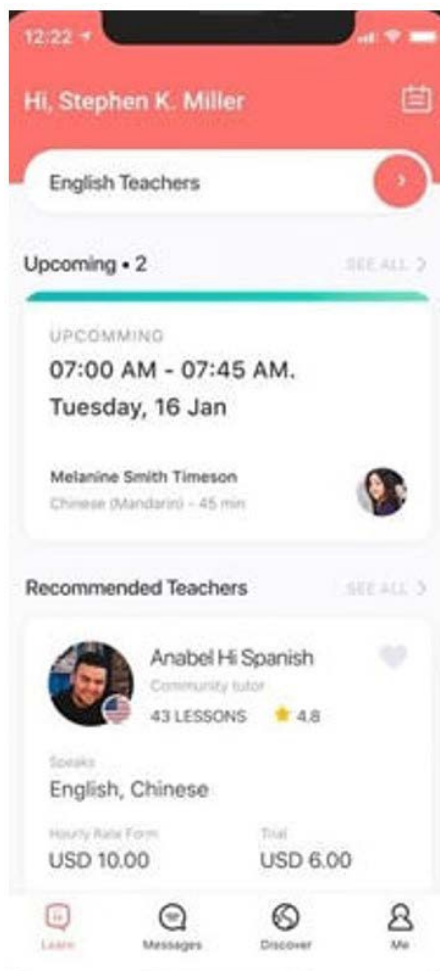 12:22
Hi, Stephen K. Miller
English Teachers
Upcoming • 2
SEE ALL
UPCOMMING
07:00 AM - 07:45 AM.
Tuesday, 16 Jan
Melanine Smith Timeson
Chinese (Mandarin) - 45 min
Recommended Teachers
SEE ALL
Anabel Hi Spanish
Community tutor
43 LESSONS 4.8
Speaks
English, Chinese
Hourly Rate Form Trial
USD 10.00 USD 6.00
Learn Messages Discover Me